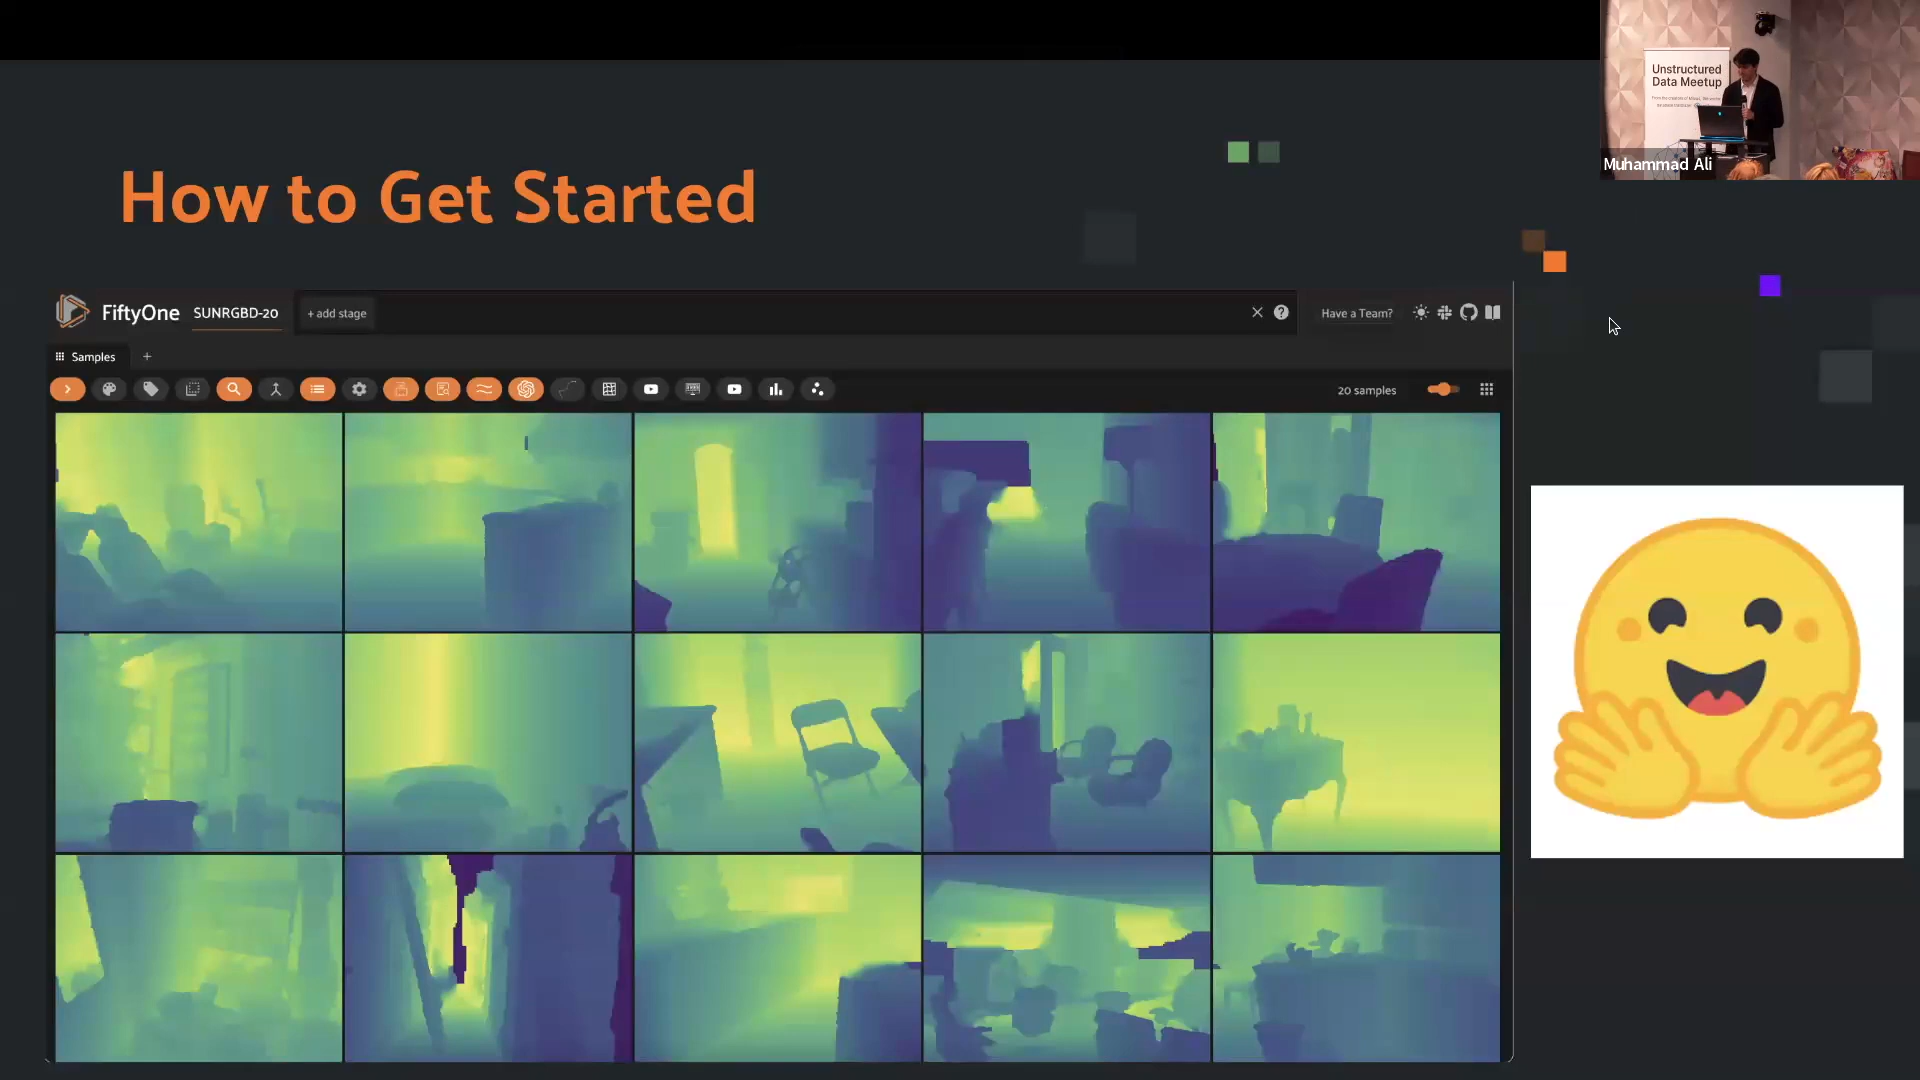 Unstructured
Data Meetup
Muhammad Ali
How to Get Started
FiftyOne
SUNRGBD-20
+ add stage
Have a Team?
Samples
20 samples